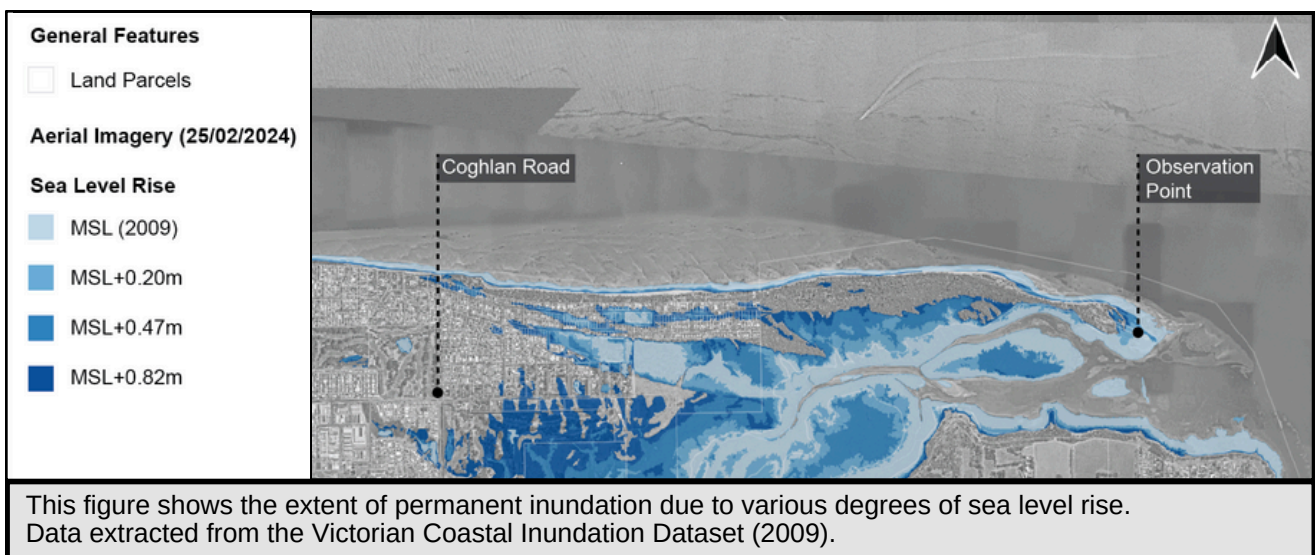 General Features
Land Parcels
Aerial Imagery (25/02/2024)
Sea Level Rise
MSL (2009)
MSL+0.20m
MSL+0.47m
MSL+0.82m
Coghlan Road
Observation
Point
This figure shows the extent of permanent inundation due to various degrees of sea level rise.
Data extracted from the Victorian Coastal Inundation Dataset (2009).